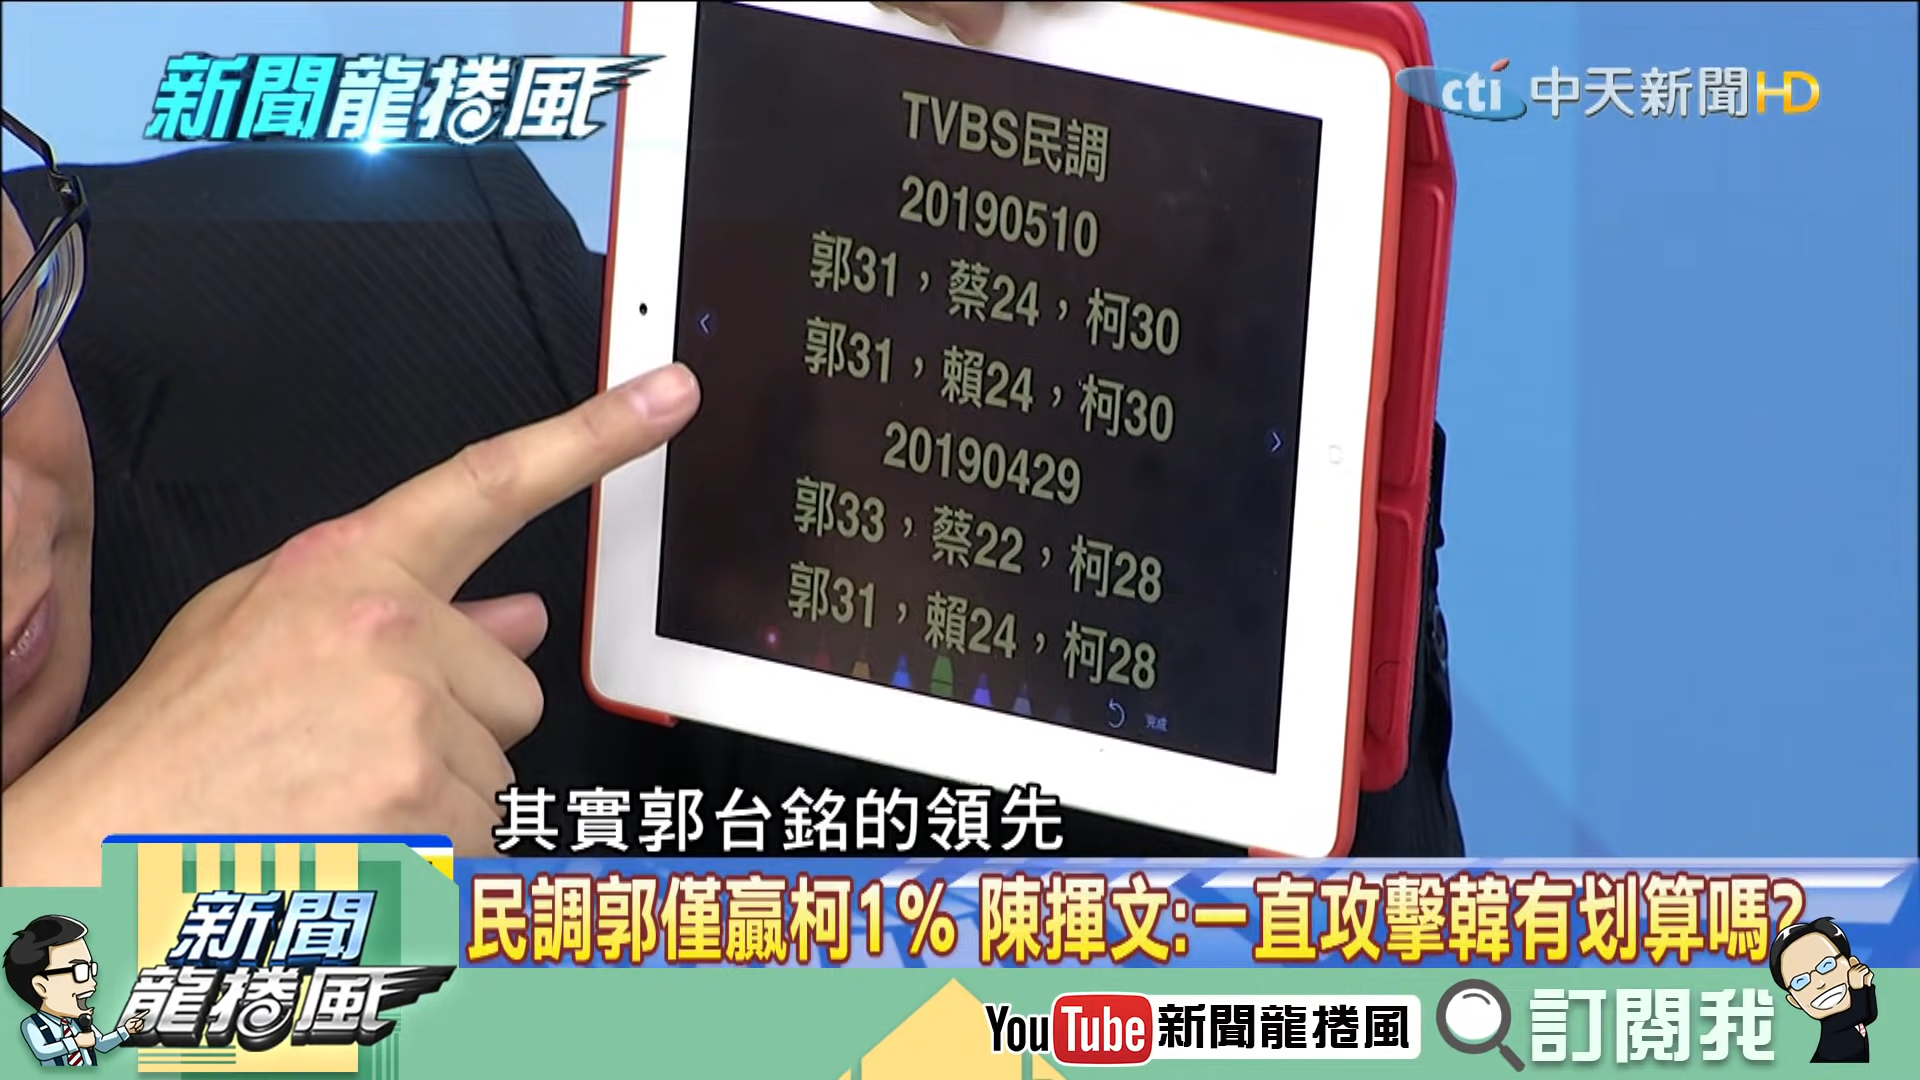 新聞龍捲風
cti 中天新聞HD
TVBS民調
20190510
郭31，蔡24，柯30
郭31，賴24，柯30
20190429
郭33，蔡22，柯28
郭31，賴24，柯28
完成
其實郭台銘的領先
民調郭僅贏柯1% 陳揮文:一直攻擊韓有划算嗎?
新聞
龍捲風
YouTube 新聞龍捲風
訂閱我